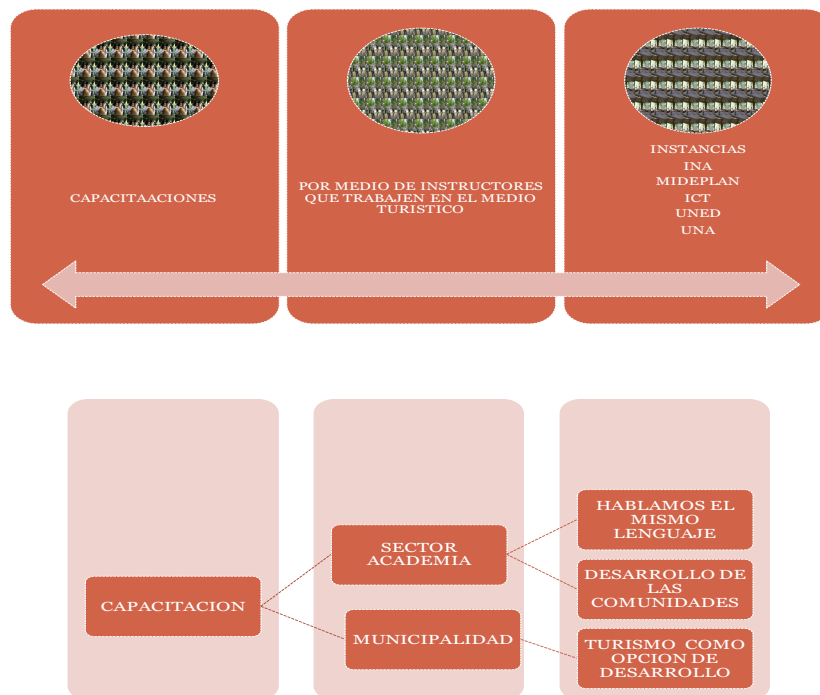 CAPACITAACIONES
POR MEDIO DE INSTRUCTORES
QUE TRABAJEN EN EL MEDIO
TURISTICO
INSTANCIAS
INA
MIDEPLAN
ICT
UNED
UNA
CAPACITACION
SECTOR
ACADEMIA
MUNICIPALIDAD
HABLAMOS EL
MISMO
LENGUAJE
DESARROLLO DE
LAS
COMUNIDADES
TURISMO COMO
OPCION DE
DESARROLLO